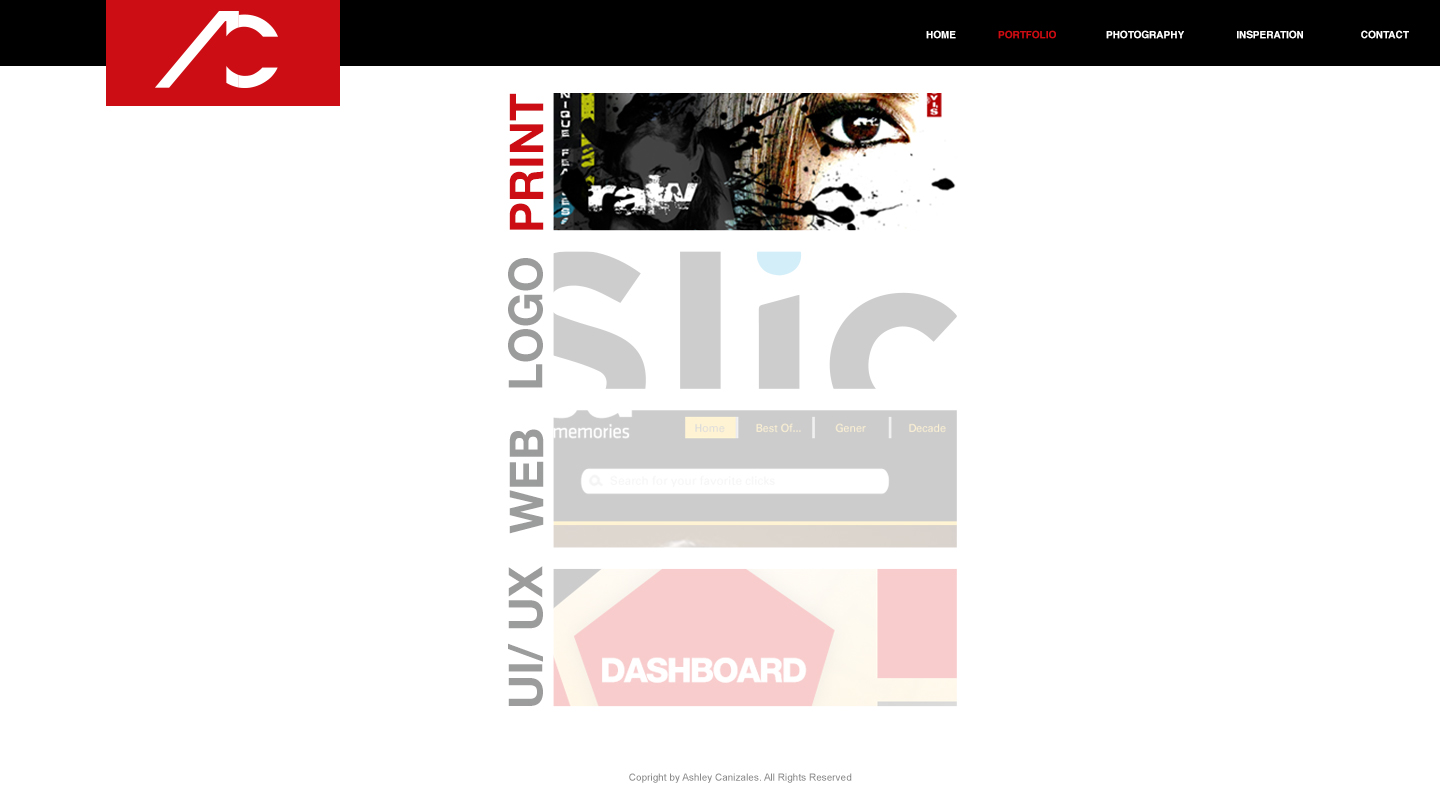 AC
HOME PORTFOLIO PHOTOGRAPHY INSPERATION CONTACT
PRINT
raw
LOGO
Slic
WEB
memories
Home Best Of... Gener Decade
Search for your favorite clicks
UI/ UX
DASHBOARD
Copright by Ashley Canizales. All Rights Reserved